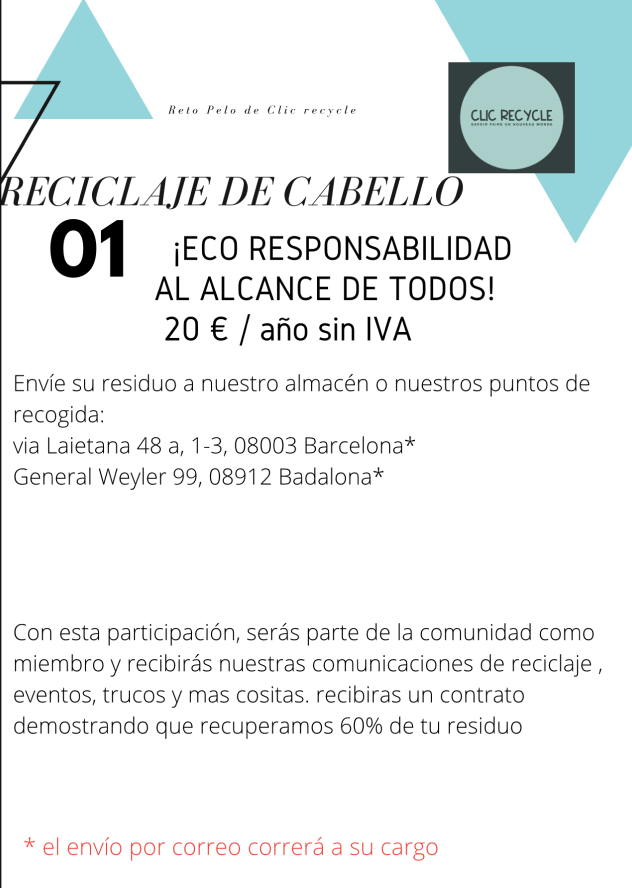 Reto Pelo de Clic recycle
CLIC RECYCLE
RECICLAJE DE CABELLO
01
¡ECO RESPONSABILIDAD
AL ALCANCE DE TODOS!
20 € / año sin IVA
Envíe su residuo a nuestro almacén o nuestros puntos de
recogida:
via Laietana 48 a, 1-3, 08003 Barcelona*
General Weyler 99, 08912 Badalona*
Con esta participación, serás parte de la comunidad como
miembro y recibirás nuestras comunicaciones de reciclaje ,
eventos, trucos y mas cositas. recibiras un contrato
demostrando que recuperamos 60% de tu residuo
* el envío por correo correrá a su cargo